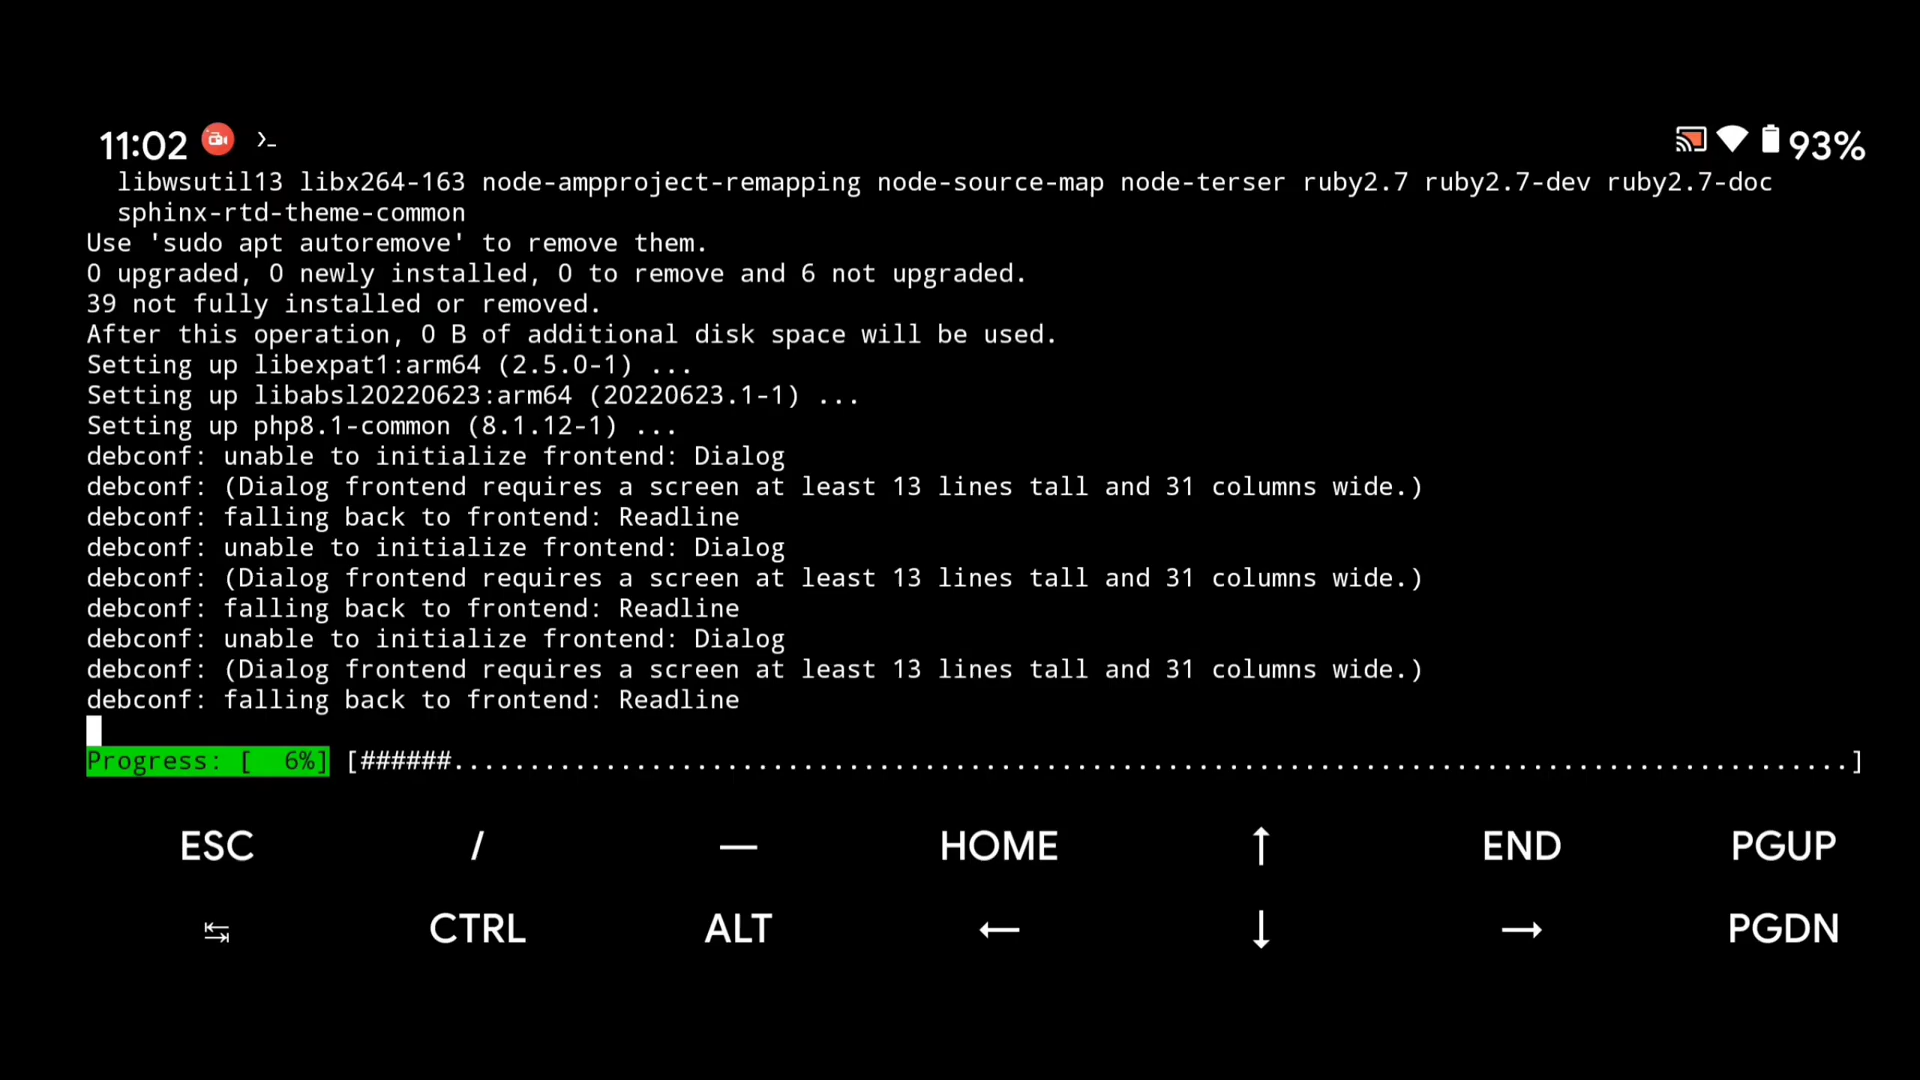 11:02 93%
libwsutil13 libx264-163 node-ampproject-remapping node-source-map node-terser ruby2.7 ruby2.7-dev ruby2.7-doc
sphinx-rtd-theme-common
Use 'sudo apt autoremove' to remove them.
0 upgraded, 0 newly installed, 0 to remove and 6 not upgraded.
39 not fully installed or removed.
After this operation, 0 B of additional disk space will be used.
Setting up libexpat1:arm64 (2.5.0-1) ...
Setting up libabsl20220623:arm64 (20220623.1-1) ...
Setting up php8.1-common (8.1.12-1) ...
debconf: unable to initialize frontend: Dialog
debconf: (Dialog frontend requires a screen at least 13 lines tall and 31 columns wide.)
debconf: falling back to frontend: Readline
debconf: unable to initialize frontend: Dialog
debconf: (Dialog frontend requires a screen at least 13 lines tall and 31 columns wide.)
debconf: falling back to frontend: Readline
debconf: unable to initialize frontend: Dialog
debconf: (Dialog frontend requires a screen at least 13 lines tall and 31 columns wide.)
debconf: falling back to frontend: Readline
Progress: [  6%] [######............................................................................................]
ESC / — HOME ↑ END PGUP
↹ CTRL ALT ← ↓ → PGDN